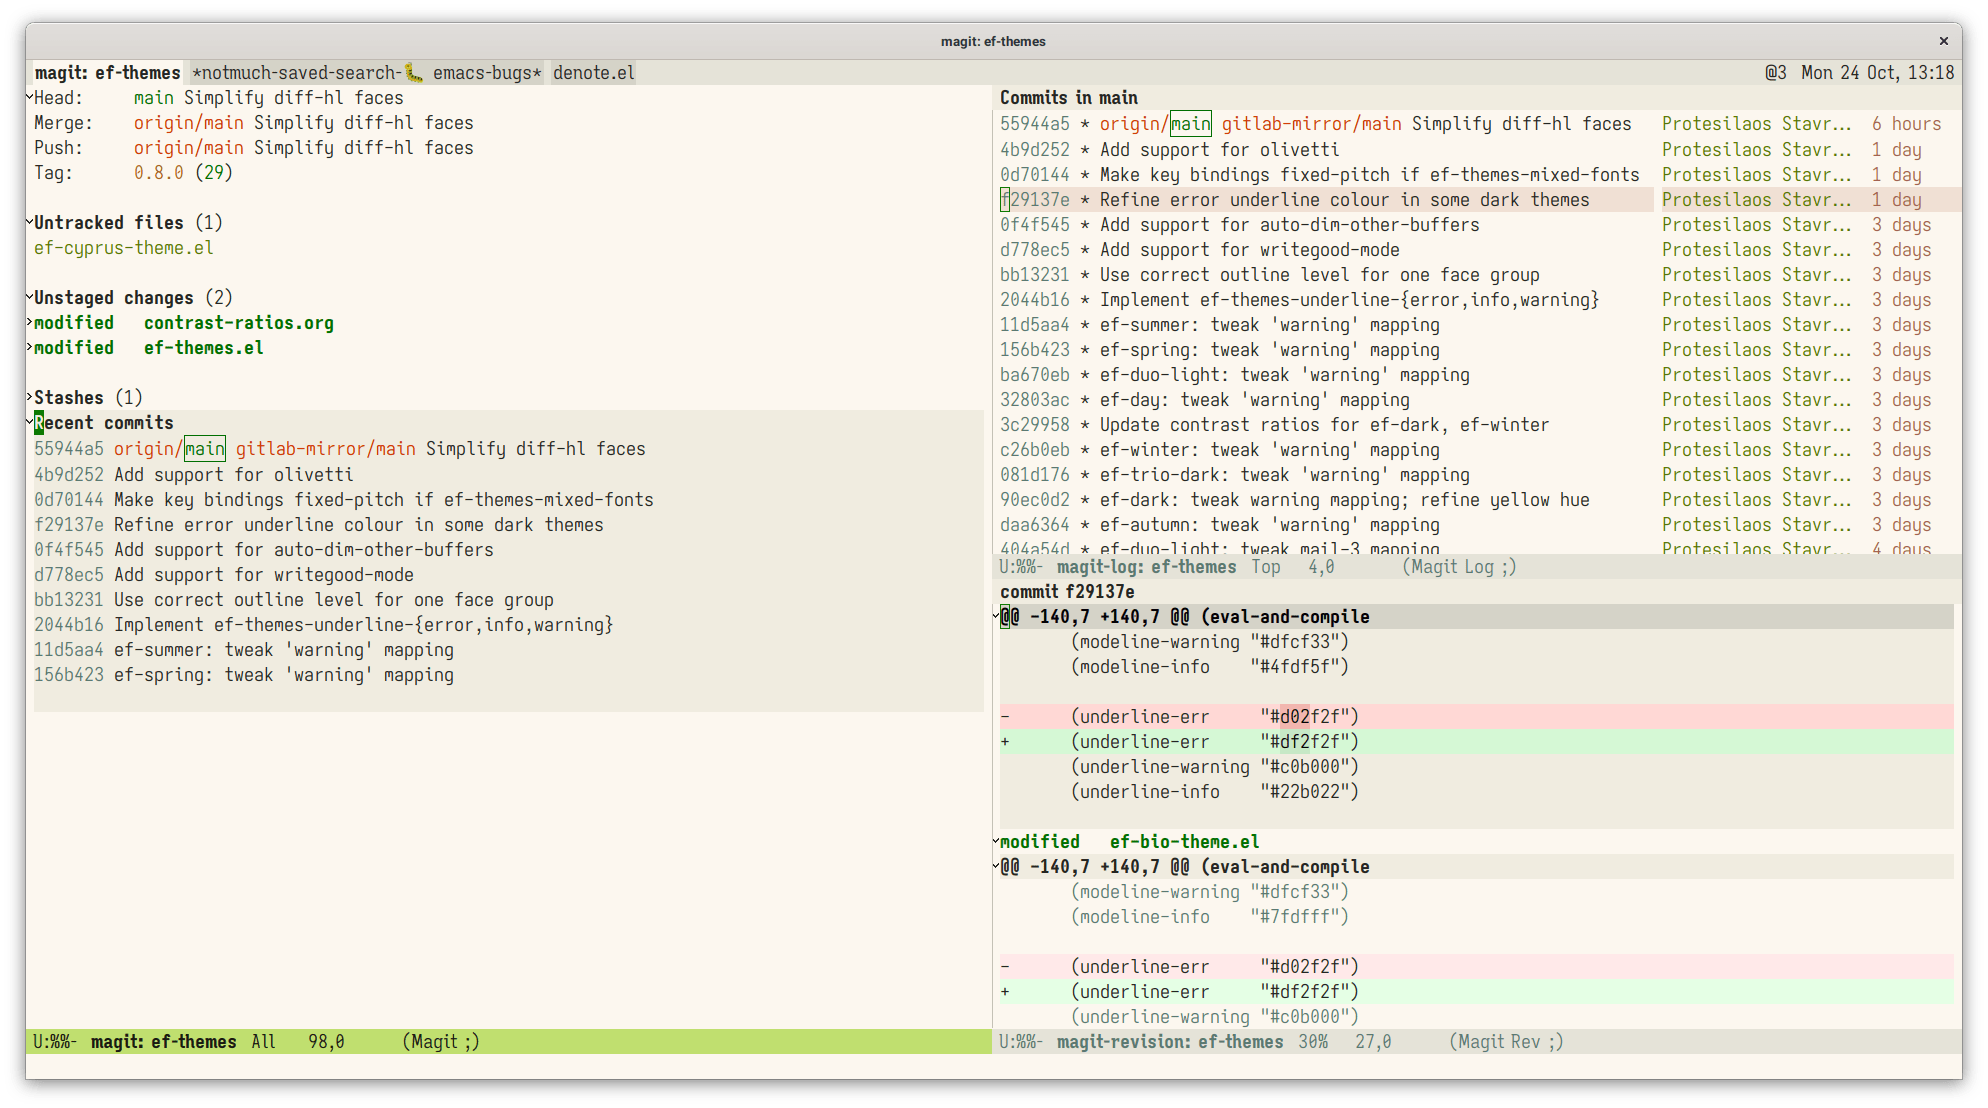 magit: ef-themes
magit: ef-themes *notmuch-saved-search-🐛 emacs-bugs* denote.el @3 Mon 24 Oct, 13:18
Head: main Simplify diff-hl faces
Merge: origin/main Simplify diff-hl faces
Push: origin/main Simplify diff-hl faces
Tag: 0.8.0 (29)
Untracked files (1)
ef-cyprus-theme.el
Unstaged changes (2)
modified contrast-ratios.org
modified ef-themes.el
Stashes (1)
Recent commits
55944a5 origin/main gitlab-mirror/main Simplify diff-hl faces
4b9d252 Add support for olivetti
0d70144 Make key bindings fixed-pitch if ef-themes-mixed-fonts
f29137e Refine error underline colour in some dark themes
0f4f545 Add support for auto-dim-other-buffers
d778ec5 Add support for writegood-mode
bb13231 Use correct outline level for one face group
2044b16 Implement ef-themes-underline-{error,info,warning}
11d5aa4 ef-summer: tweak 'warning' mapping
156b423 ef-spring: tweak 'warning' mapping
U:%%- magit: ef-themes All 98,0 (Magit ;)
Commits in main
55944a5 * origin/main gitlab-mirror/main Simplify diff-hl faces Protesilaos Stavr... 6 hours
4b9d252 * Add support for olivetti Protesilaos Stavr... 1 day
0d70144 * Make key bindings fixed-pitch if ef-themes-mixed-fonts Protesilaos Stavr... 1 day
f29137e * Refine error underline colour in some dark themes Protesilaos Stavr... 1 day
0f4f545 * Add support for auto-dim-other-buffers Protesilaos Stavr... 3 days
d778ec5 * Add support for writegood-mode Protesilaos Stavr... 3 days
bb13231 * Use correct outline level for one face group Protesilaos Stavr... 3 days
2044b16 * Implement ef-themes-underline-{error,info,warning} Protesilaos Stavr... 3 days
11d5aa4 * ef-summer: tweak 'warning' mapping Protesilaos Stavr... 3 days
156b423 * ef-spring: tweak 'warning' mapping Protesilaos Stavr... 3 days
ba670eb * ef-duo-light: tweak 'warning' mapping Protesilaos Stavr... 3 days
32803ac * ef-day: tweak 'warning' mapping Protesilaos Stavr... 3 days
3c29958 * Update contrast ratios for ef-dark, ef-winter Protesilaos Stavr... 3 days
c26b0eb * ef-winter: tweak 'warning' mapping Protesilaos Stavr... 3 days
081d176 * ef-trio-dark: tweak 'warning' mapping Protesilaos Stavr... 3 days
90ec0d2 * ef-dark: tweak warning mapping; refine yellow hue Protesilaos Stavr... 3 days
daa6364 * ef-autumn: tweak 'warning' mapping Protesilaos Stavr... 3 days
404a54d * ef-duo-light: tweak mail-3 mapping Protesilaos Stavr... 4 days
U:%%- magit-log: ef-themes Top 4,0 (Magit Log ;)
commit f29137e
@@ -140,7 +140,7 @@ (eval-and-compile
(modeline-warning "#dfcf33")
(modeline-info "#4fdf5f")
- (underline-err "#d02f2f")
+ (underline-err "#df2f2f")
(underline-warning "#c0b000")
(underline-info "#22b022")
modified ef-bio-theme.el
@@ -140,7 +140,7 @@ (eval-and-compile
(modeline-warning "#dfcf33")
(modeline-info "#7fdfff")
- (underline-err "#d02f2f")
+ (underline-err "#df2f2f")
(underline-warning "#c0b000")
U:%%- magit-revision: ef-themes 30% 27,0 (Magit Rev ;)